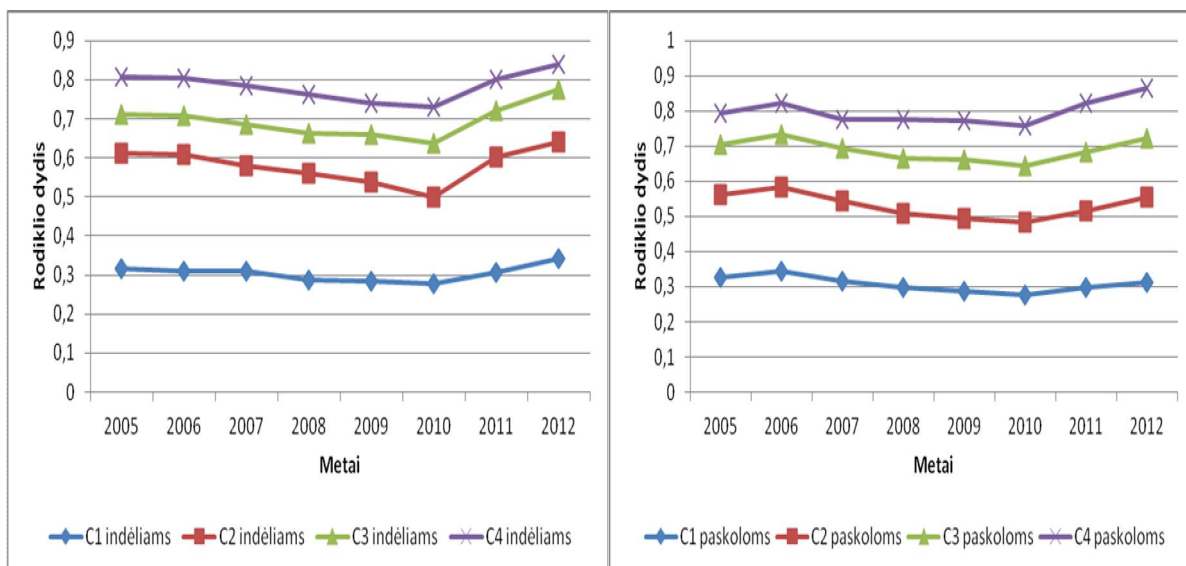 Rodiklio dydis
0,9
0,8
0,7
0,6
0,5
0,4
0,3
0,2
0,1
0
2005 2006 2007 2008 2009 2010 2011 2012
Metai
C1 indėliams C2 indėliams C3 indėliams C4 indėliams
Rodiklio dydis
1
0,9
0,8
0,7
0,6
0,5
0,4
0,3
0,2
0,1
0
2005 2006 2007 2008 2009 2010 2011 2012
Metai
C1 paskoloms C2 paskoloms C3 paskoloms C4 paskoloms